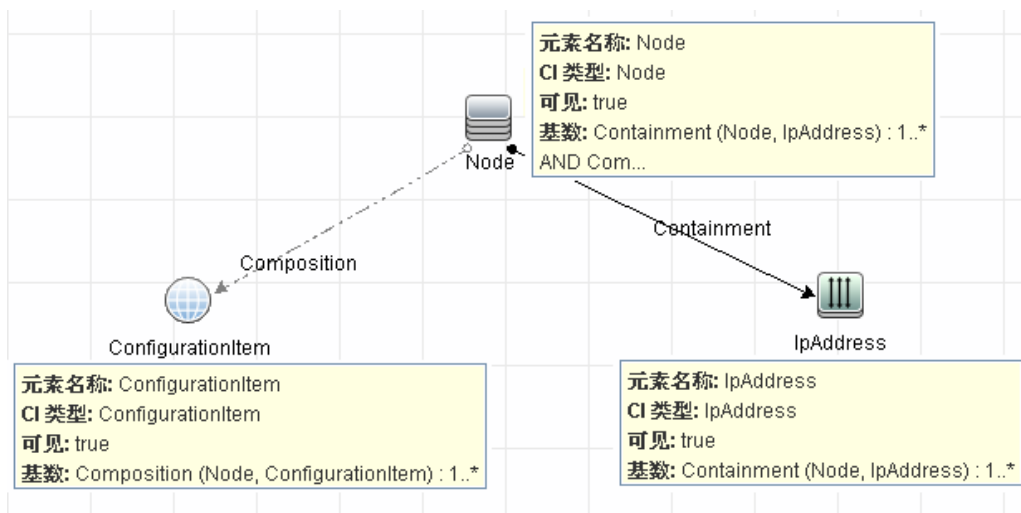 元素名称: Node
CI 类型: Node
可见: true
基数: Containment (Node, IpAddress) : 1..*
AND Com...
Node
Containment
Composition
ConfigurationItem
IpAddress
元素名称: ConfigurationItem
CI 类型: ConfigurationItem
可见: true
基数: Composition (Node, ConfigurationItem) : 1..*
元素名称: IpAddress
CI 类型: IpAddress
可见: true
基数: Containment (Node, IpAddress) : 1..*